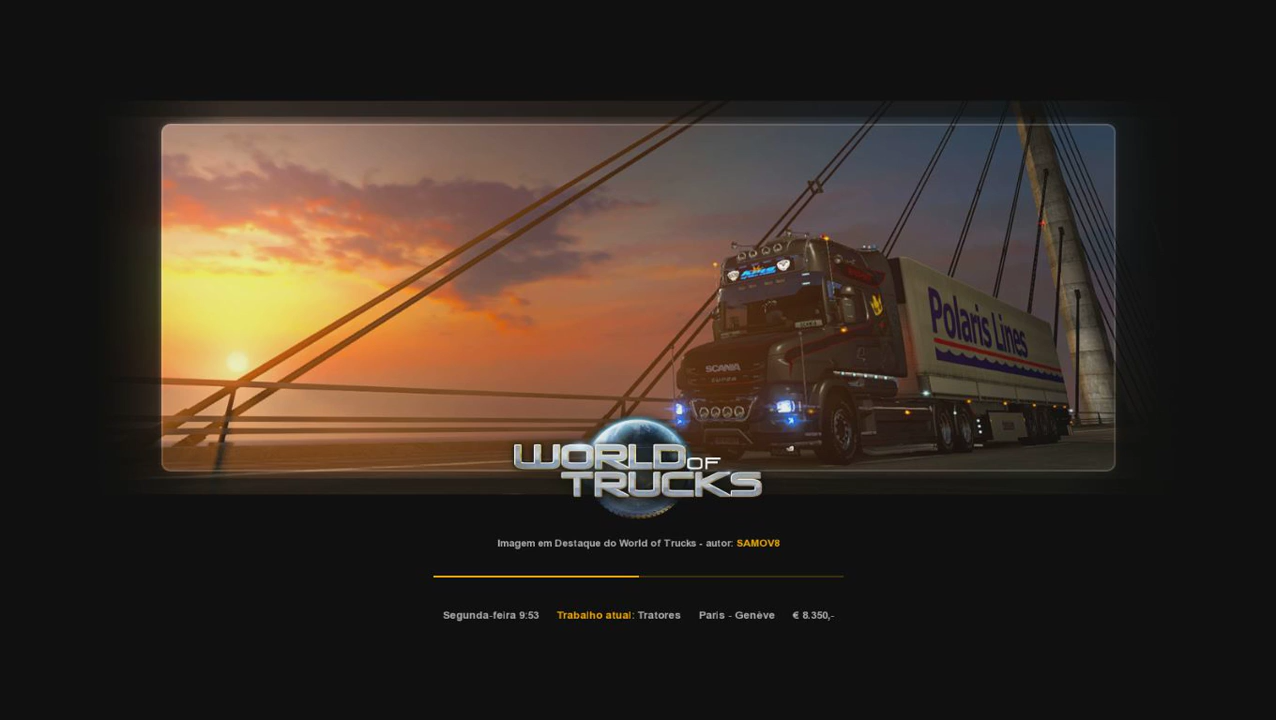 Polaris Lines
SCANIA
WORLD OF
TRUCKS
Imagem em Destaque do World of Trucks - autor: SAMOV8
Segunda-feira 9:53 Trabalho atual: Tratores Paris - Genève € 8.350,-